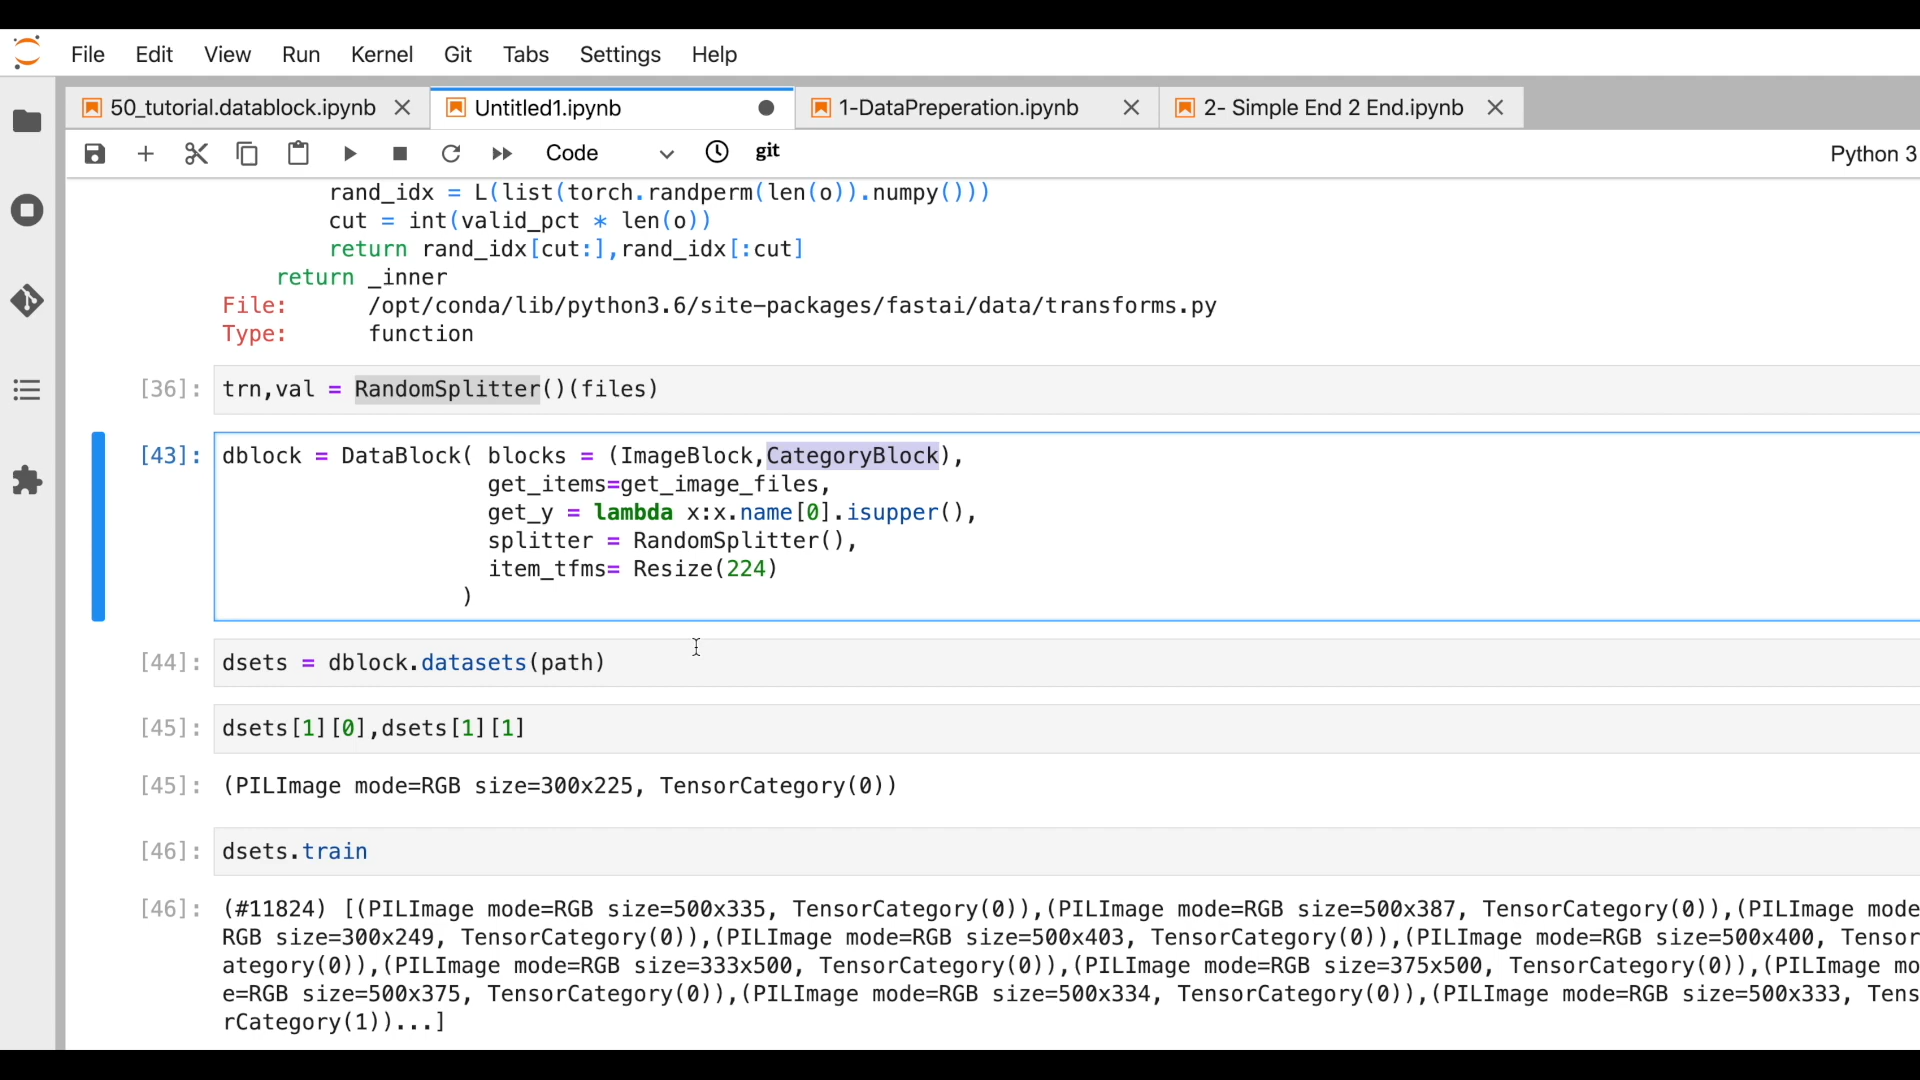 File Edit View Run Kernel Git Tabs Settings Help
50_tutorial.datablock.ipynb Untitled1.ipynb 1-DataPreperation.ipynb 2- Simple End 2 End.ipynb
Code git Python 3
rand_idx = L(list(torch.randperm(len(o)).numpy()))
cut = int(valid_pct * len(o))
return rand_idx[cut:],rand_idx[:cut]
return _inner
File: /opt/conda/lib/python3.6/site-packages/fastai/data/transforms.py
Type: function
[36]: trn,val = RandomSplitter()(files)
[43]: dblock = DataBlock( blocks = (ImageBlock,CategoryBlock),
get_items=get_image_files,
get_y = lambda x:x.name[0].isupper(),
splitter = RandomSplitter(),
item_tfms= Resize(224)
)
[44]: dsets = dblock.datasets(path)
[45]: dsets[1][0],dsets[1][1]
[45]: (PILImage mode=RGB size=300x225, TensorCategory(0))
[46]: dsets.train
[46]: (#11824) [(PILImage mode=RGB size=500x335, TensorCategory(0)),(PILImage mode=RGB size=500x387, TensorCategory(0)),(PILImage mode
RGB size=300x249, TensorCategory(0)),(PILImage mode=RGB size=500x403, TensorCategory(0)),(PILImage mode=RGB size=500x400, Tensor
ategory(0)),(PILImage mode=RGB size=333x500, TensorCategory(0)),(PILImage mode=RGB size=375x500, TensorCategory(0)),(PILImage mo
e=RGB size=500x375, TensorCategory(0)),(PILImage mode=RGB size=500x334, TensorCategory(0)),(PILImage mode=RGB size=500x333, Tens
rCategory(1))...]